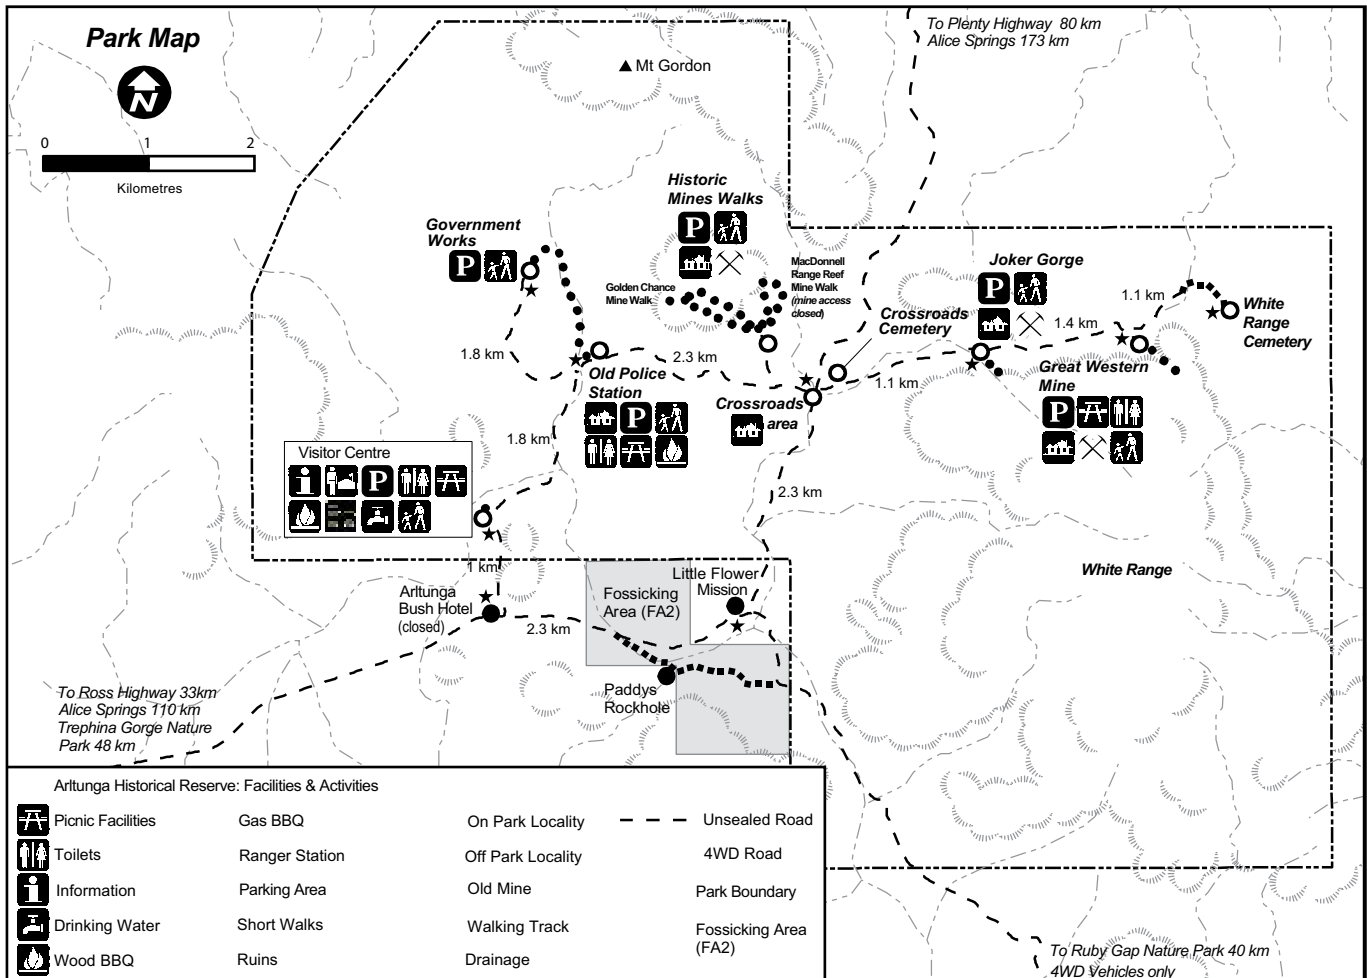 Park Map
N
0 1 2
Kilometres
To Plenty Highway 80 km
Alice Springs 173 km
Mt Gordon
Historic
Mines Walks
P
Government
Works
P
Golden Chance
Mine Walk
MacDonnell
Range Reef
Mine Walk
(mine access
closed)
Joker Gorge
P
1.1 km
White
Range
Cemetery
Crossroads
Cemetery
1.4 km
1.8 km
2.3 km
Old Police
Station
P
1.1 km
Great Western
Mine
P
Crossroads
area
1.8 km
Visitor Centre
i
P
2.3 km
1 km
White Range
Arltunga
Bush Hotel
(closed)
Fossicking
Area (FA2)
Little Flower
Mission
2.3 km
Paddys
Rockhole
To Ross Highway 33km
Alice Springs 110 km
Trephina Gorge Nature
Park 48 km
Arltunga Historical Reserve: Facilities & Activities
Picnic Facilities
Toilets
i Information
Drinking Water
Wood BBQ
Gas BBQ
Ranger Station
Parking Area
Short Walks
Ruins
On Park Locality
Off Park Locality
Old Mine
Walking Track
Drainage
Unsealed Road
4WD Road
Park Boundary
Fossicking Area
(FA2)
To Ruby Gap Nature Park 40 km
4WD Vehicles only